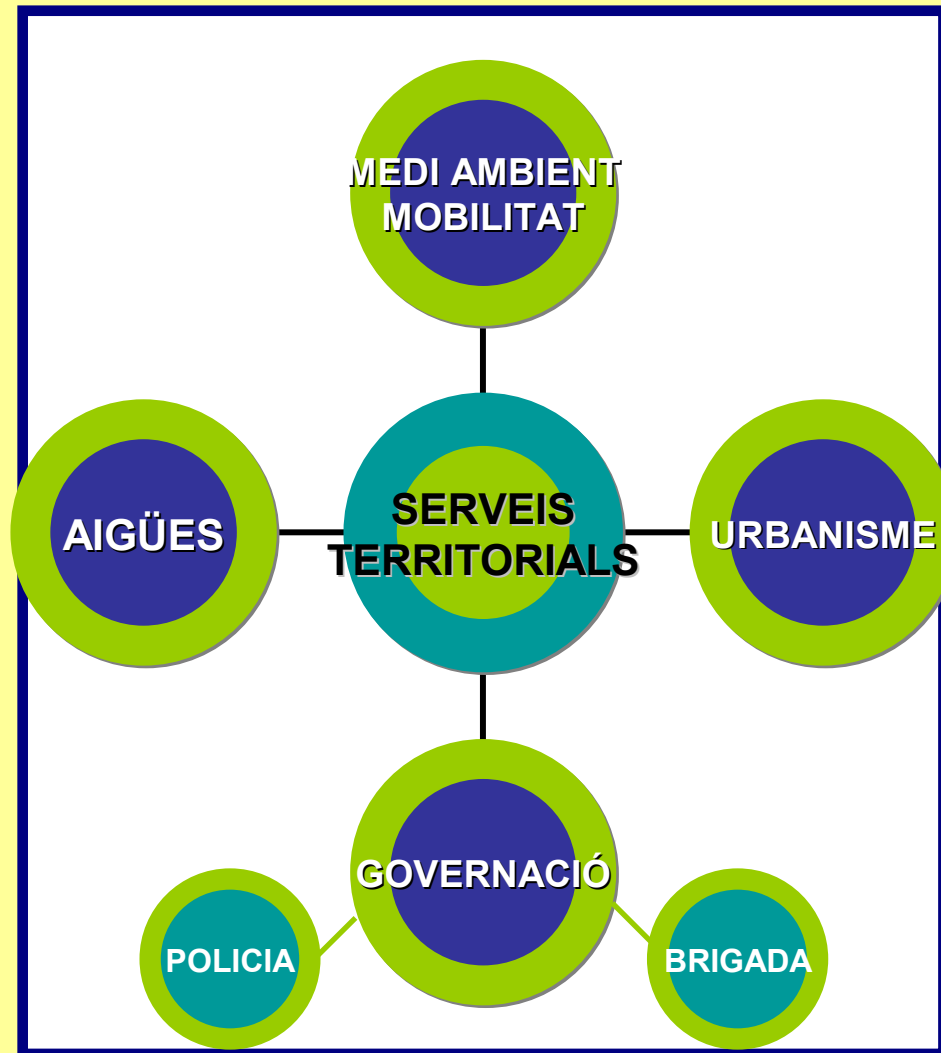 MEDI AMBIENT
MOBILITAT
AIGÜES
SERVEIS
TERRITORIALS
URBANISME
GOVERNACIÓ
POLICIA
BRIGADA